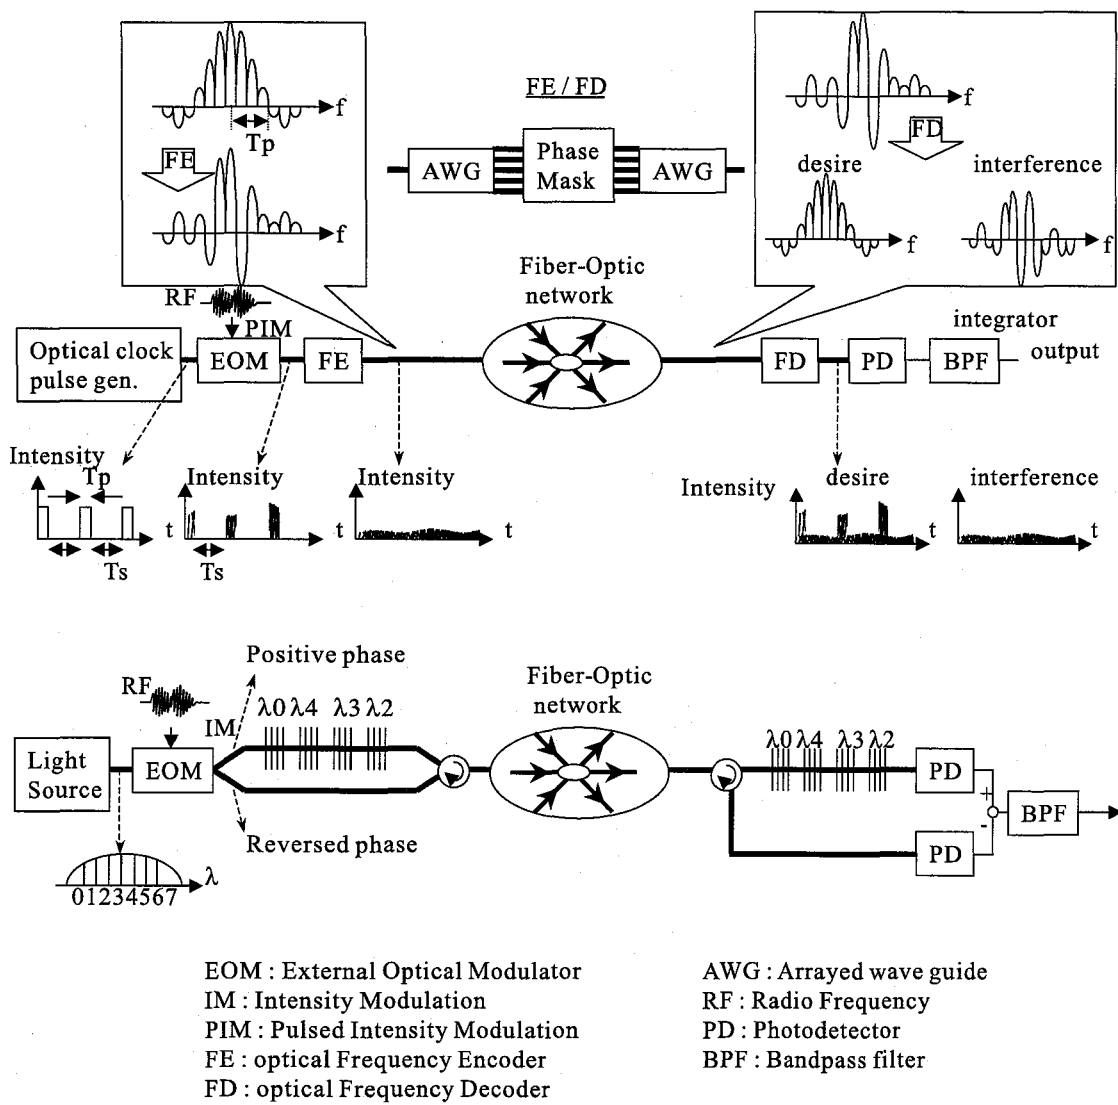 f
Tp
FE
f
FE / FD
AWG
Phase
Mask
AWG
f
FD
desire
interference
f
f
RF
PIM
Optical clock
pulse gen.
EOM
FE
Fiber-Optic
network
FD
PD
BPF
integrator
output
Intensity
Tp
t
Ts
Intensity
t
Ts
Intensity
t
Intensity
desire
t
interference
t
Positive phase
RF
IM
λ0 λ4 λ3 λ2
Light
Source
EOM
Reversed phase
λ
01234567
Fiber-Optic
network
λ0 λ4 λ3 λ2
PD
+
-
PD
BPF
EOM : External Optical Modulator
IM : Intensity Modulation
PIM : Pulsed Intensity Modulation
FE : optical Frequency Encoder
FD : optical Frequency Decoder
AWG : Arrayed wave guide
RF : Radio Frequency
PD : Photodetector
BPF : Bandpass filter